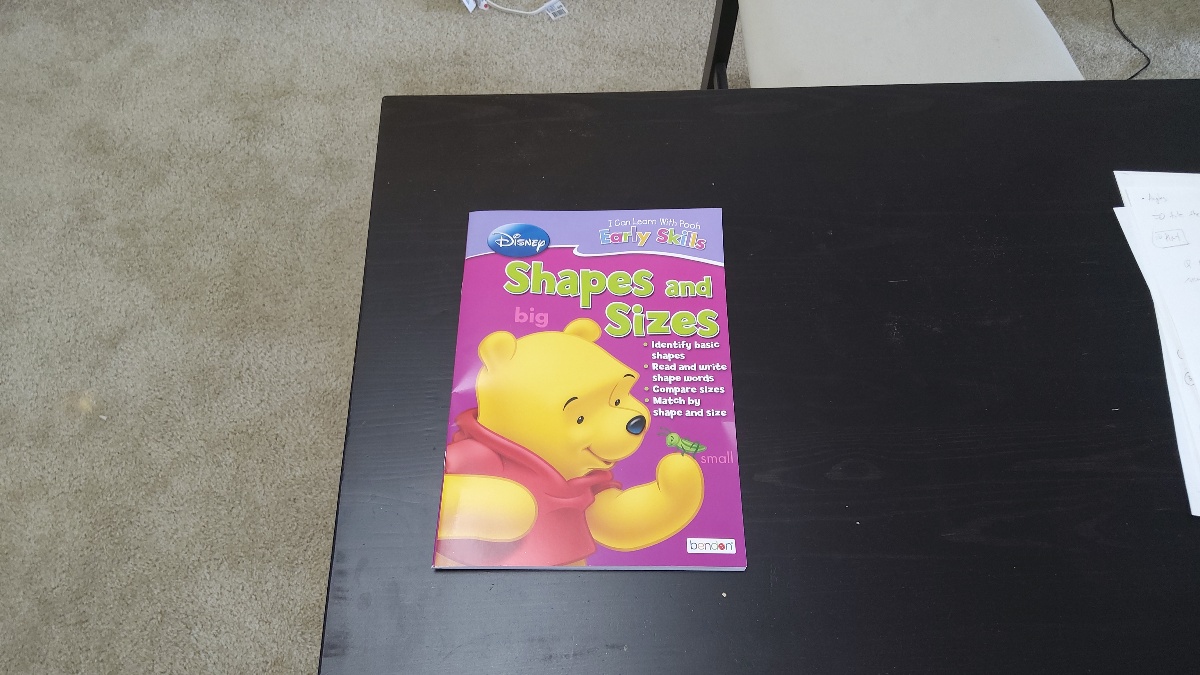 Disney
I Can Learn With Pooh
Early Skills
Shapes and
Sizes
big
• Identify basic
shapes
• Read and write
shape words
• Compare sizes
• Match by
shape and size
small
bendon